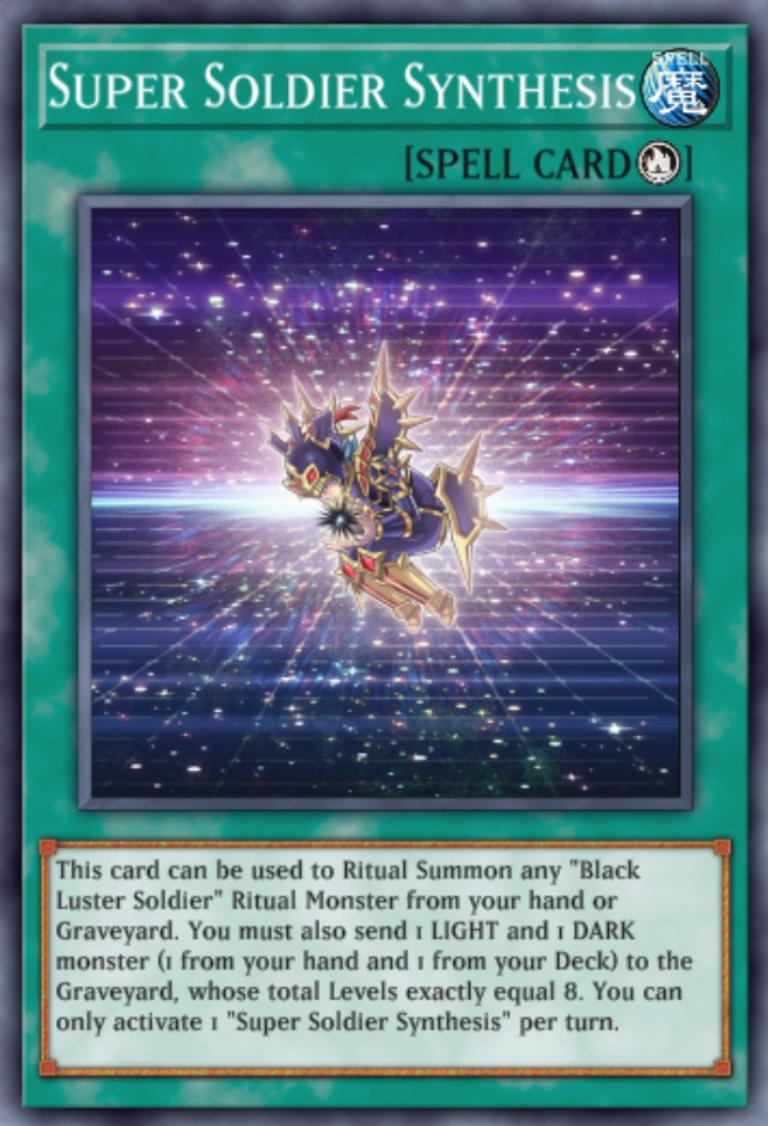 SUPER SOLDIER SYNTHESIS
SPELL
魔
[SPELL CARD]
This card can be used to Ritual Summon any "Black
Luster Soldier" Ritual Monster from your hand or
Graveyard. You must also send 1 LIGHT and 1 DARK
monster (1 from your hand and 1 from your Deck) to the
Graveyard, whose total Levels exactly equal 8. You can
only activate 1 "Super Soldier Synthesis" per turn.